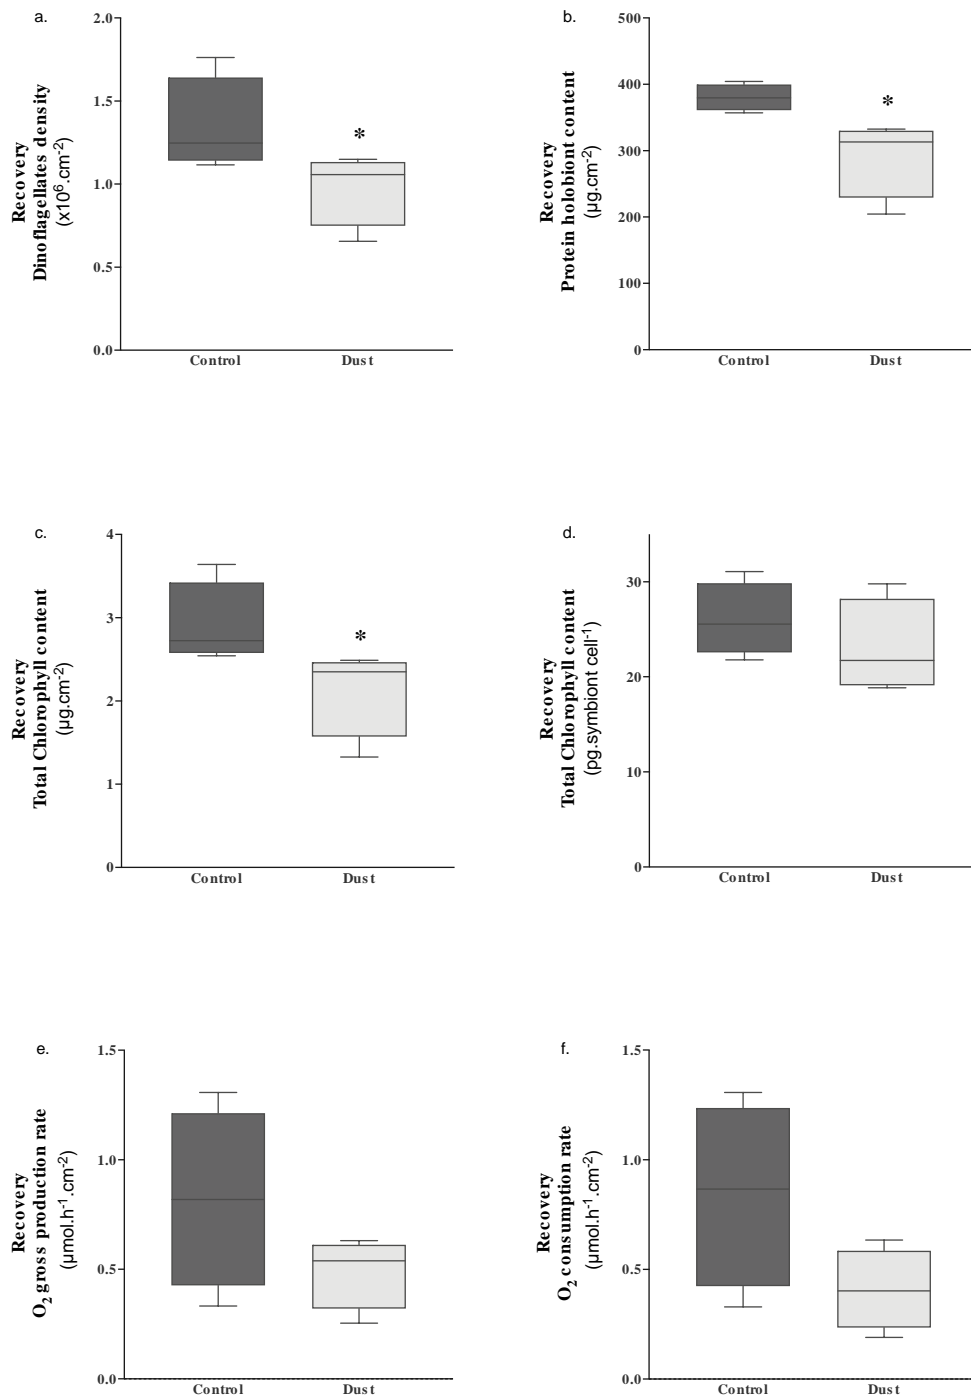 a.
Recovery
Dinoflagellates density
(x10⁶.cm⁻²)
2.0
1.5
1.0
0.5
0.0
*
Control
Dust
b.
Recovery
Protein holobiont content
(µg.cm⁻²)
500
400
300
200
100
0
*
Control
Dust
c.
Recovery
Total Chlorophyll content
(µg.cm⁻²)
4
3
2
1
0
*
Control
Dust
d.
Recovery
Total Chlorophyll content
(pg.symbiont cell⁻¹)
30
20
10
0
Control
Dust
e.
Recovery
O₂ gross production rate
(µmol.h⁻¹.cm⁻²)
1.5
1.0
0.5
0.0
Control
Dust
f.
Recovery
O₂ consumption rate
(µmol.h⁻¹.cm⁻²)
1.5
1.0
0.5
0.0
Control
Dust